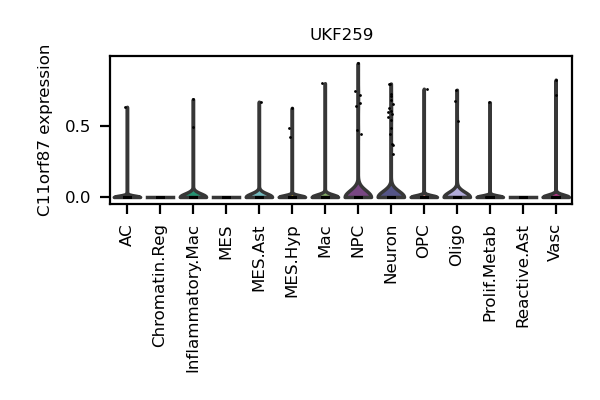 UKF259
C11orf87 expression
0.5
0.0
AC
Chromatin.Reg
Inflammatory.Mac
MES
MES.Ast
MES.Hyp
Mac
NPC
Neuron
OPC
Oligo
Prolif.Metab
Reactive.Ast
Vasc